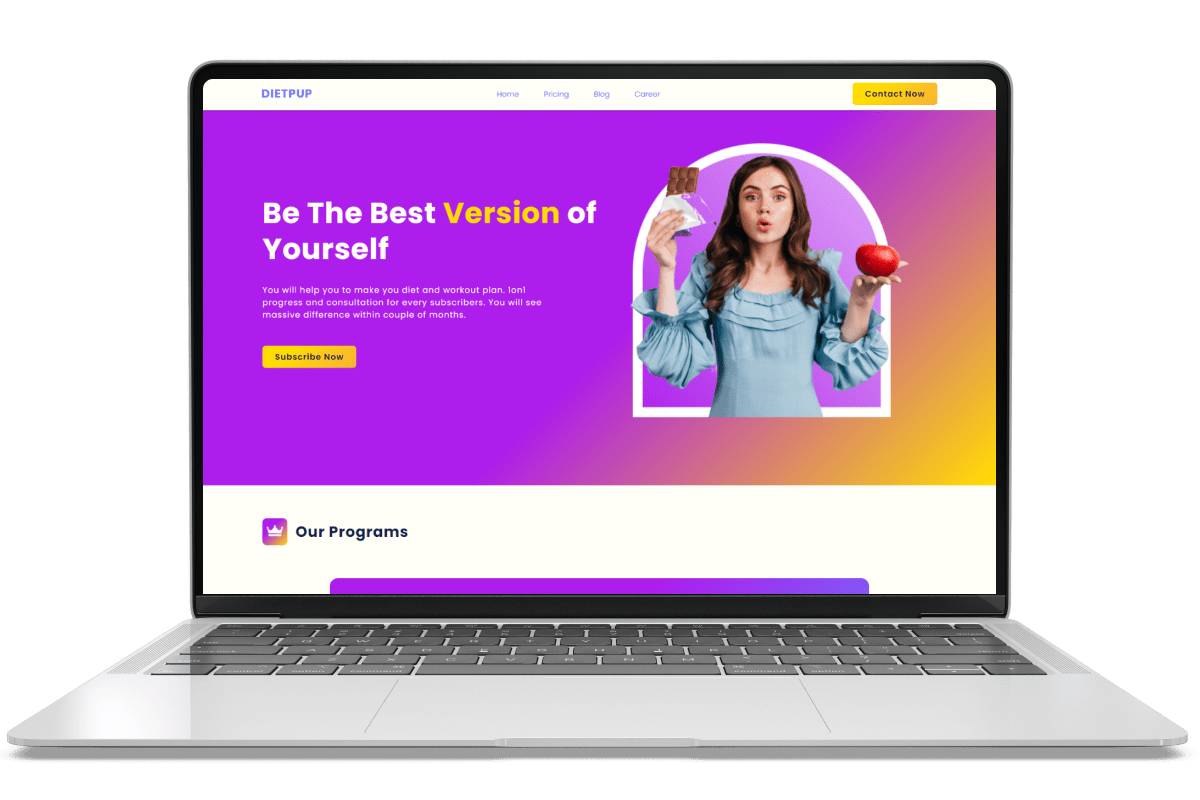 DIETPUP
Home Pricing Blog Career
Contact Now
Be The Best Version of
Yourself
You will help you to make you diet and workout plan. 1on1
progress and consultation for every subscribers. You will see
massive difference within couple of months.
Subscribe Now
Our Programs